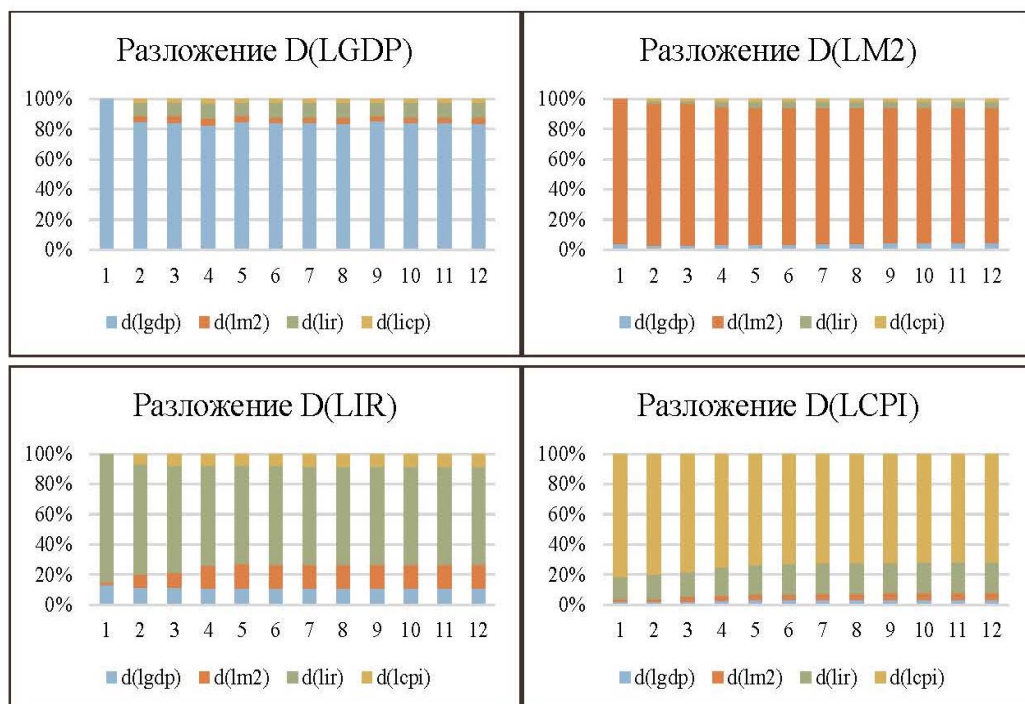 Разложение D(LGDP)
100%
80%
60%
40%
20%
0%
1 2 3 4 5 6 7 8 9 10 11 12
d(lgdp) d(lm2) d(lir) d(licp)
Разложение D(LM2)
100%
80%
60%
40%
20%
0%
1 2 3 4 5 6 7 8 9 10 11 12
d(lgdp) d(lm2) d(lir) d(lcpi)
Разложение D(LIR)
100%
80%
60%
40%
20%
0%
1 2 3 4 5 6 7 8 9 10 11 12
d(lgdp) d(lm2) d(lir) d(lcpi)
Разложение D(LCPI)
100%
80%
60%
40%
20%
0%
1 2 3 4 5 6 7 8 9 10 11 12
d(lgdp) d(lm2) d(lir) d(lcpi)